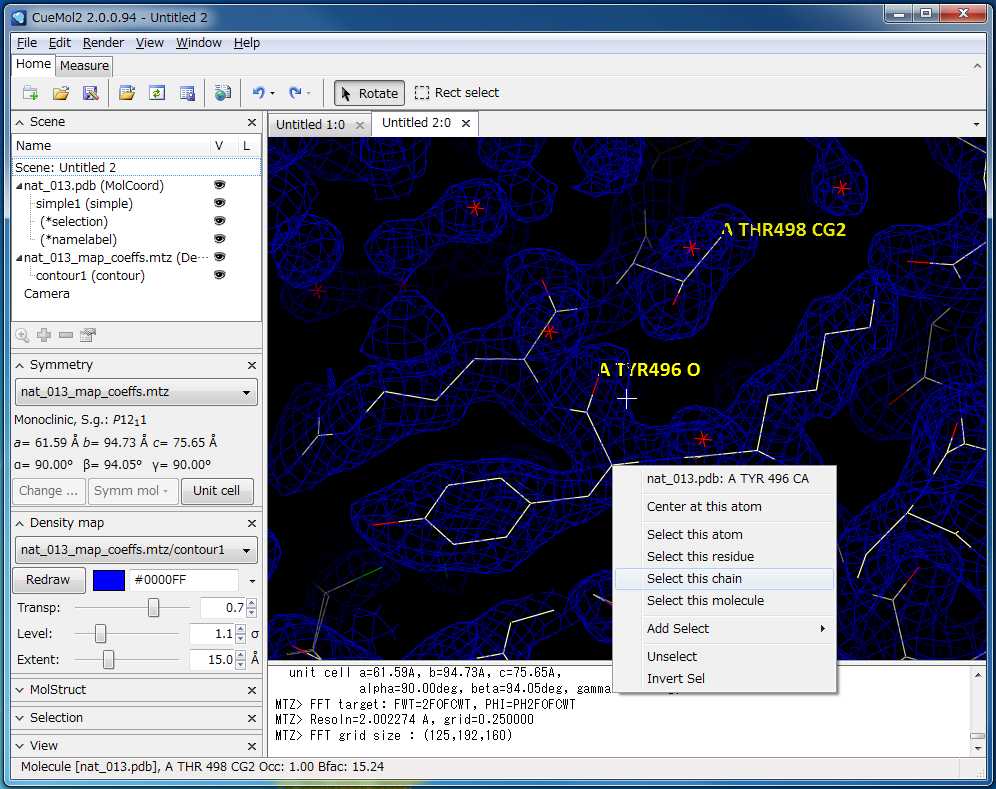 CueMol2 2.0.0.94 - Untitled 2
File Edit Render View Window Help
Home Measure
Rotate Rect select
Scene
Name V L
Scene: Untitled 2
nat_013.pdb (MolCoord)
simple1 (simple)
(*selection)
(*namelabel)
nat_013_map_coeffs.mtz (De···
contour1 (contour)
Camera
Symmetry
nat_013_map_coeffs.mtz
Monoclinic, S.g.: P12₁1
a= 61.59 Å b= 94.73 Å c= 75.65 Å
α= 90.00º β= 94.05º γ= 90.00º
Change ... Symm mol Unit cell
Density map
nat_013_map_coeffs.mtz/contour1
Redraw #0000FF
Transp: 0.7
Level: 1.1 σ
Extent: 15.0 Å
MolStruct
Selection
View
Untitled 1:0 Untitled 2:0
A THR498 CG2
A TYR496 O
nat_013.pdb: A TYR 496 CA
Center at this atom
Select this atom
Select this residue
Select this chain
Select this molecule
Add Select
Unselect
Invert Sel
unit cell a=61.59A, b=94.73A, c=75.65A,
alpha=90.00deg, beta=94.05deg, gamma
MTZ> FFT target: FWT=2FOFCWT, PHI=PH2FOFCWT
MTZ> Resoln=2.002274 A, grid=0.250000
MTZ> FFT grid size : (125,192,160)
Molecule [nat_013.pdb], A THR 498 CG2 Occ: 1.00 Bfac: 15.24